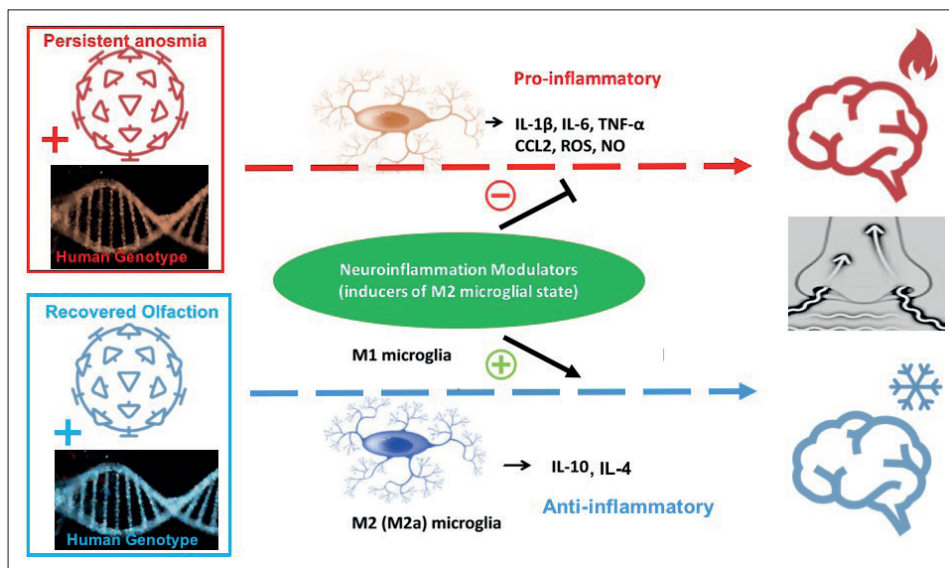 Persistent anosmia
+
Human Genotype
Pro-inflammatory
IL-1β, IL-6, TNF-α
CCL2, ROS, NO
Neuroinflammation Modulators
(inducers of M2 microglial state)
Recovered Olfaction
+
Human Genotype
M1 microglia
IL-10, IL-4
Anti-inflammatory
M2 (M2a) microglia